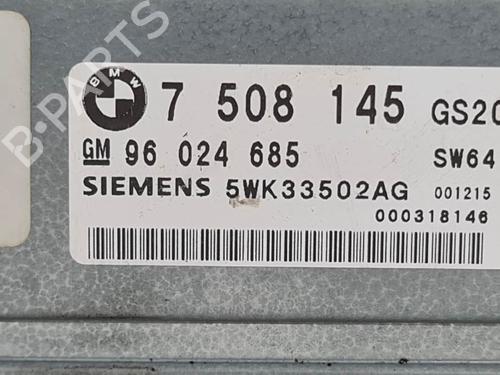 B-PARTS
BMW 7 508 145 GS20
GM 96 024 685 SW64
SIEMENS 5WK33502AG 001215
000318146